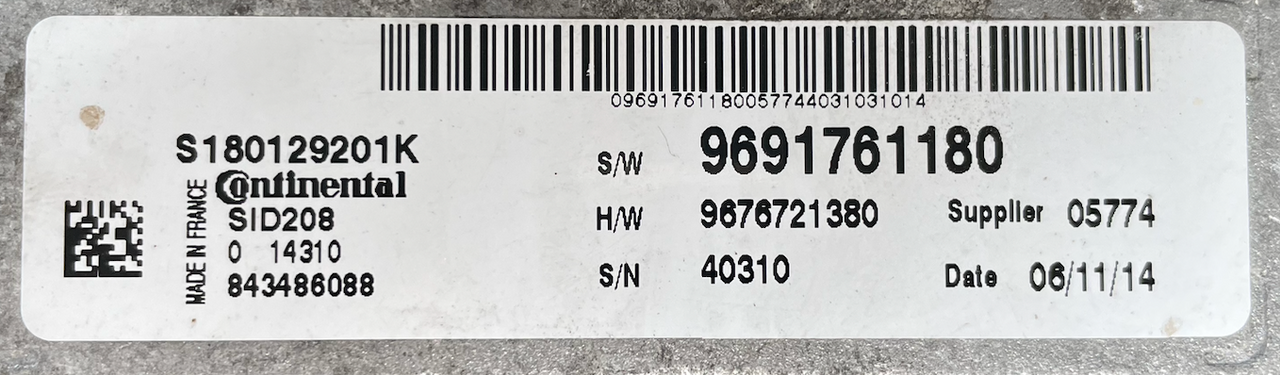 09691761180057744031031014
S180129201K
Continental
MADE IN FRANCE
SID208
0 14310
843486088
S/W 9691761180
H/W 9676721380 Supplier 05774
S/N 40310 Date 06/11/14